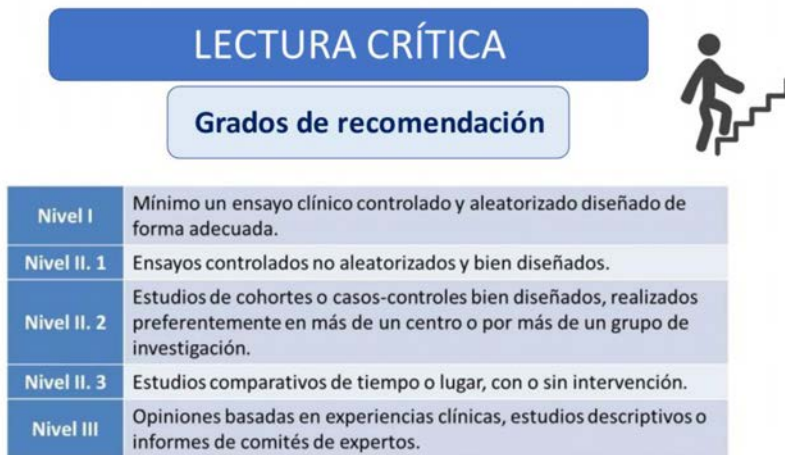 LECTURA CRÍTICA
Grados de recomendación
Nivel I
Mínimo un ensayo clínico controlado y aleatorizado diseñado de
forma adecuada.
Nivel II. 1
Ensayos controlados no aleatorizados y bien diseñados.
Nivel II. 2
Estudios de cohortes o casos-controles bien diseñados, realizados
preferentemente en más de un centro o por más de un grupo de
investigación.
Nivel II. 3
Estudios comparativos de tiempo o lugar, con o sin intervención.
Nivel III
Opiniones basadas en experiencias clínicas, estudios descriptivos o
informes de comités de expertos.